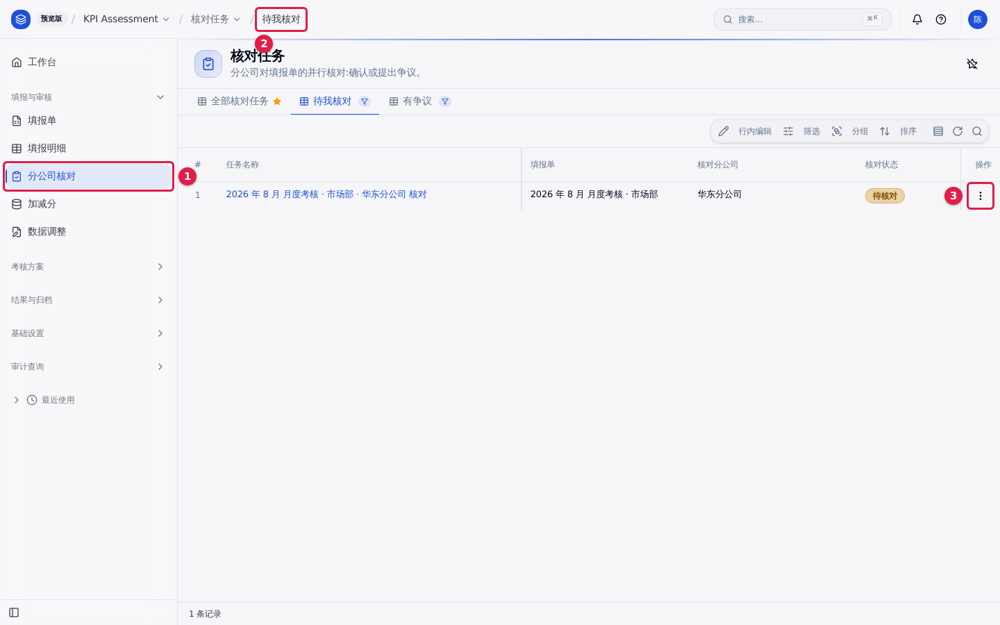 预览版 / KPI Assessment / 核对任务 / 待我核对
搜索... ⌘K
陈
2
工作台
填报与审核
填报单
填报明细
分公司核对
加减分
数据调整
考核方案
结果与归档
基础设置
审计查询
最近使用
1
核对任务
分公司对填报单的并行核对:确认或提出争议。
全部核对任务 待我核对 有争议
行内编辑 筛选 分组 排序
# 任务名称 填报单 核对分公司 核对状态 操作
1 2026 年 8 月 月度考核 · 市场部 · 华东分公司 核对 2026 年 8 月 月度考核 · 市场部 华东分公司 待核对 3
1 条记录